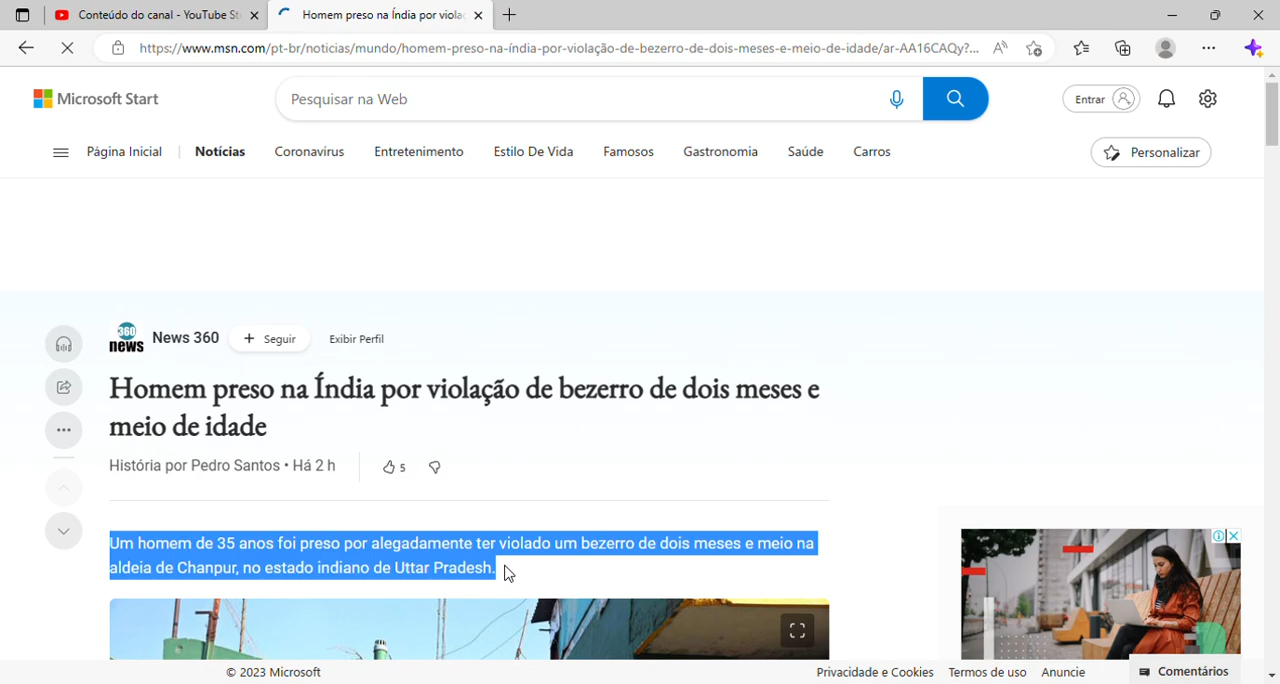 Conteúdo do canal - YouTube St
Homem preso na Índia por violaç
https://www.msn.com/pt-br/noticias/mundo/homem-preso-na-índia-por-violação-de-bezerro-de-dois-meses-e-meio-de-idade/ar-AA16CAQy?...
Microsoft Start
Pesquisar na Web
Entrar
Página Inicial
Notícias
Coronavírus
Entretenimento
Estilo De Vida
Famosos
Gastronomia
Saúde
Carros
Personalizar
360 news
News 360
+ Seguir
Exibir Perfil
Homem preso na Índia por violação de bezerro de dois meses e
meio de idade
História por Pedro Santos • Há 2 h
5
Um homem de 35 anos foi preso por alegadamente ter violado um bezerro de dois meses e meio na
aldeia de Chanpur, no estado indiano de Uttar Pradesh.
© 2023 Microsoft
Privacidade e Cookies
Termos de uso
Anuncie
Comentários